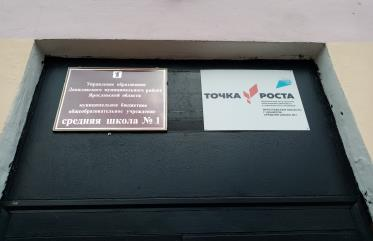 Управление образования
Даниловского муниципального района
Ярославской области
муниципальное бюджетное
общеобразовательное учреждение
средняя школа № 1
ТОЧКА РОСТА